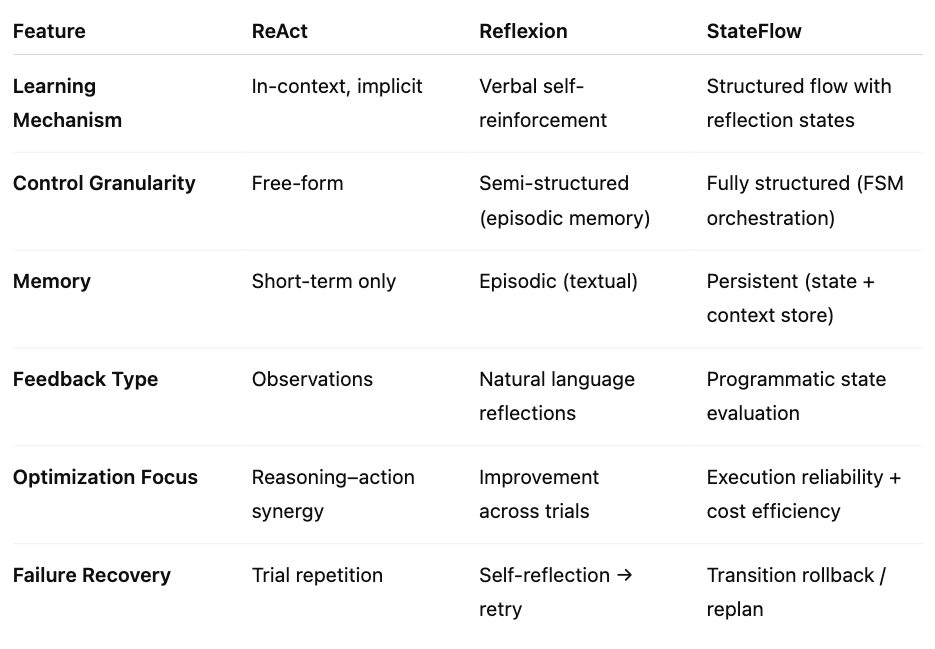 Feature ReAct Reflexion StateFlow
Learning In-context, implicit Verbal self- Structured flow with
Mechanism reinforcement reflection states
Control Granularity Free-form Semi-structured Fully structured (FSM
(episodic memory) orchestration)
Memory Short-term only Episodic (textual) Persistent (state +
context store)
Feedback Type Observations Natural language Programmatic state
reflections evaluation
Optimization Focus Reasoning–action Improvement Execution reliability +
synergy across trials cost efficiency
Failure Recovery Trial repetition Self-reflection → Transition rollback /
retry replan